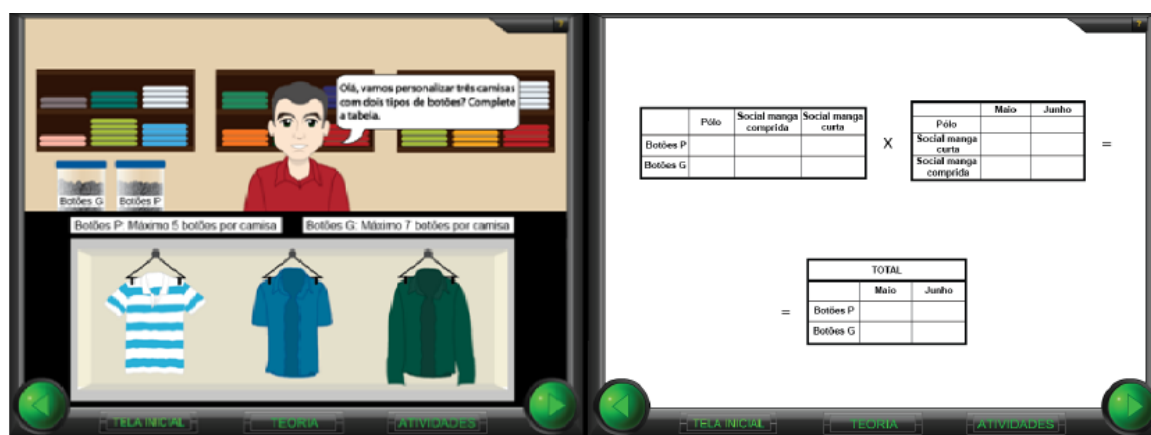 ?
Olá, vamos personalizar três camisas
com dois tipos de botões? Complete
a tabela.
Botões G
Botões P
Botões P: Máximo 5 botões por camisa
Botões G: Máximo 7 botões por camisa
TELA INICIAL
TEORIA
ATIVIDADES
?
Pólo
Social manga
comprida
Social manga
curta
Botões P
Botões G
X
Maio
Junho
Pólo
Social manga
curta
Social manga
comprida
=
=
TOTAL
Maio
Junho
Botões P
Botões G
TELA INICIAL
TEORIA
ATIVIDADES